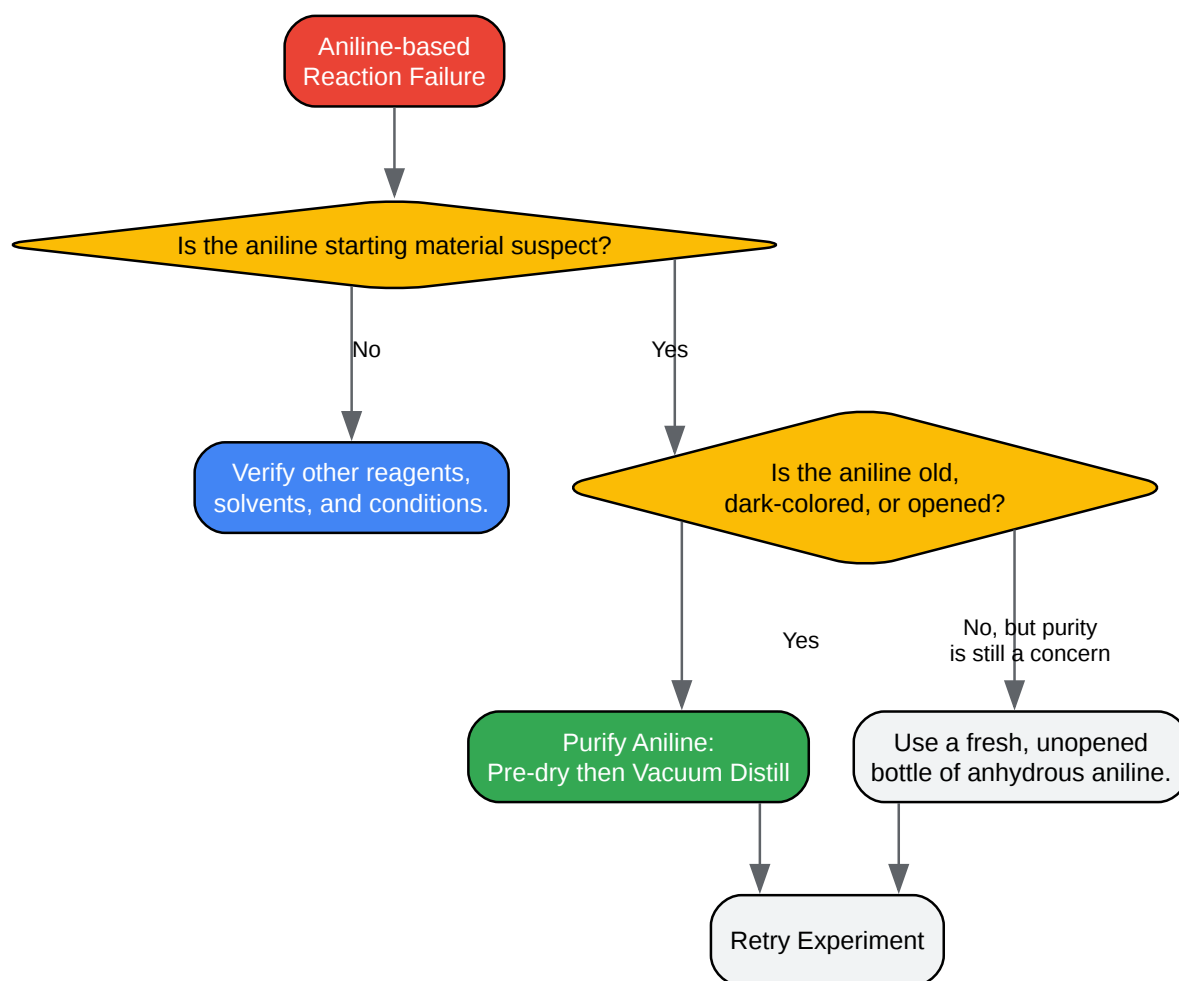 Aniline-based
Reaction Failure
Is the aniline starting material suspect?
No
Yes
Verify other reagents,
solvents, and conditions.
Is the aniline old,
dark-colored, or opened?
Yes
No, but purity
is still a concern
Purify Aniline:
Pre-dry then Vacuum Distill
Use a fresh, unopened
bottle of anhydrous aniline.
Retry Experiment